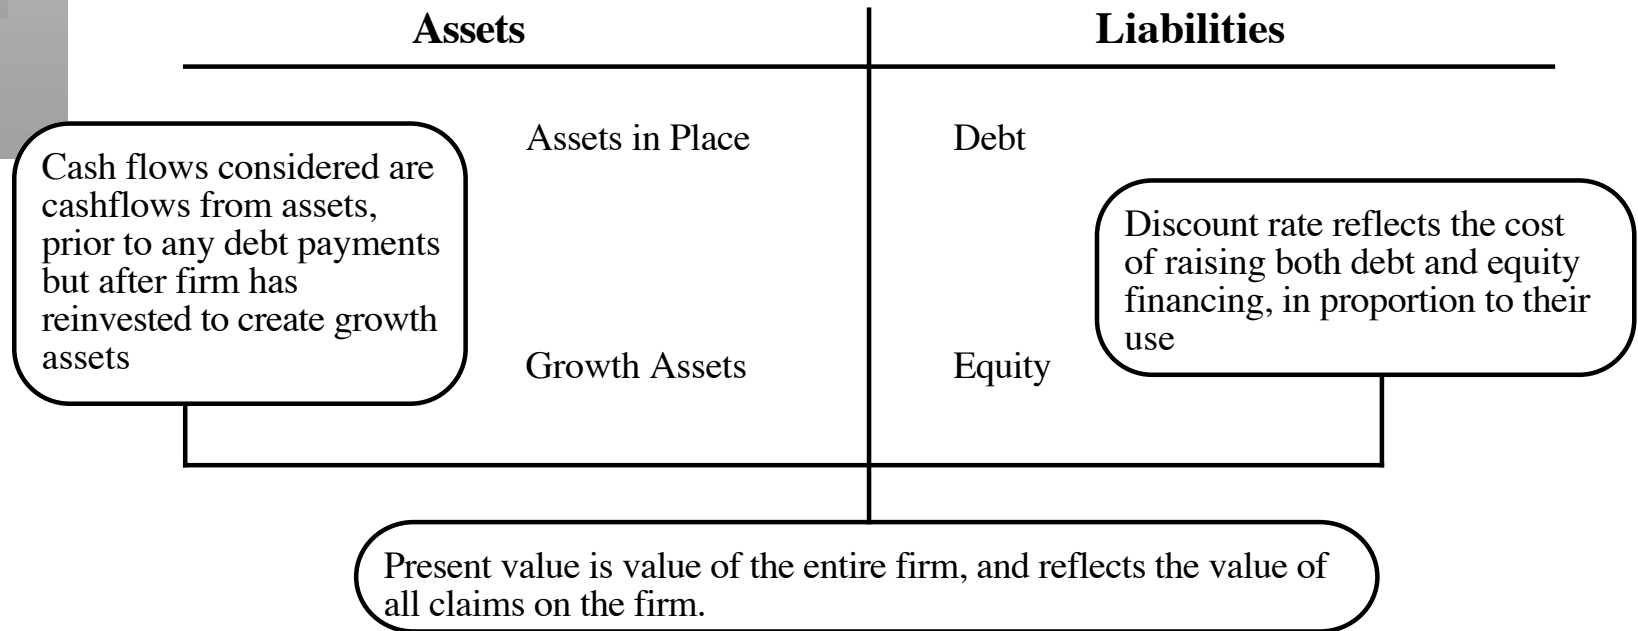 Assets
Liabilities
Assets in Place
Debt
Cash flows considered are
cashflows from assets,
prior to any debt payments
but after firm has
reinvested to create growth
assets
Discount rate reflects the cost
of raising both debt and equity
financing, in proportion to their
use
Growth Assets
Equity
Present value is value of the entire firm, and reflects the value of
all claims on the firm.